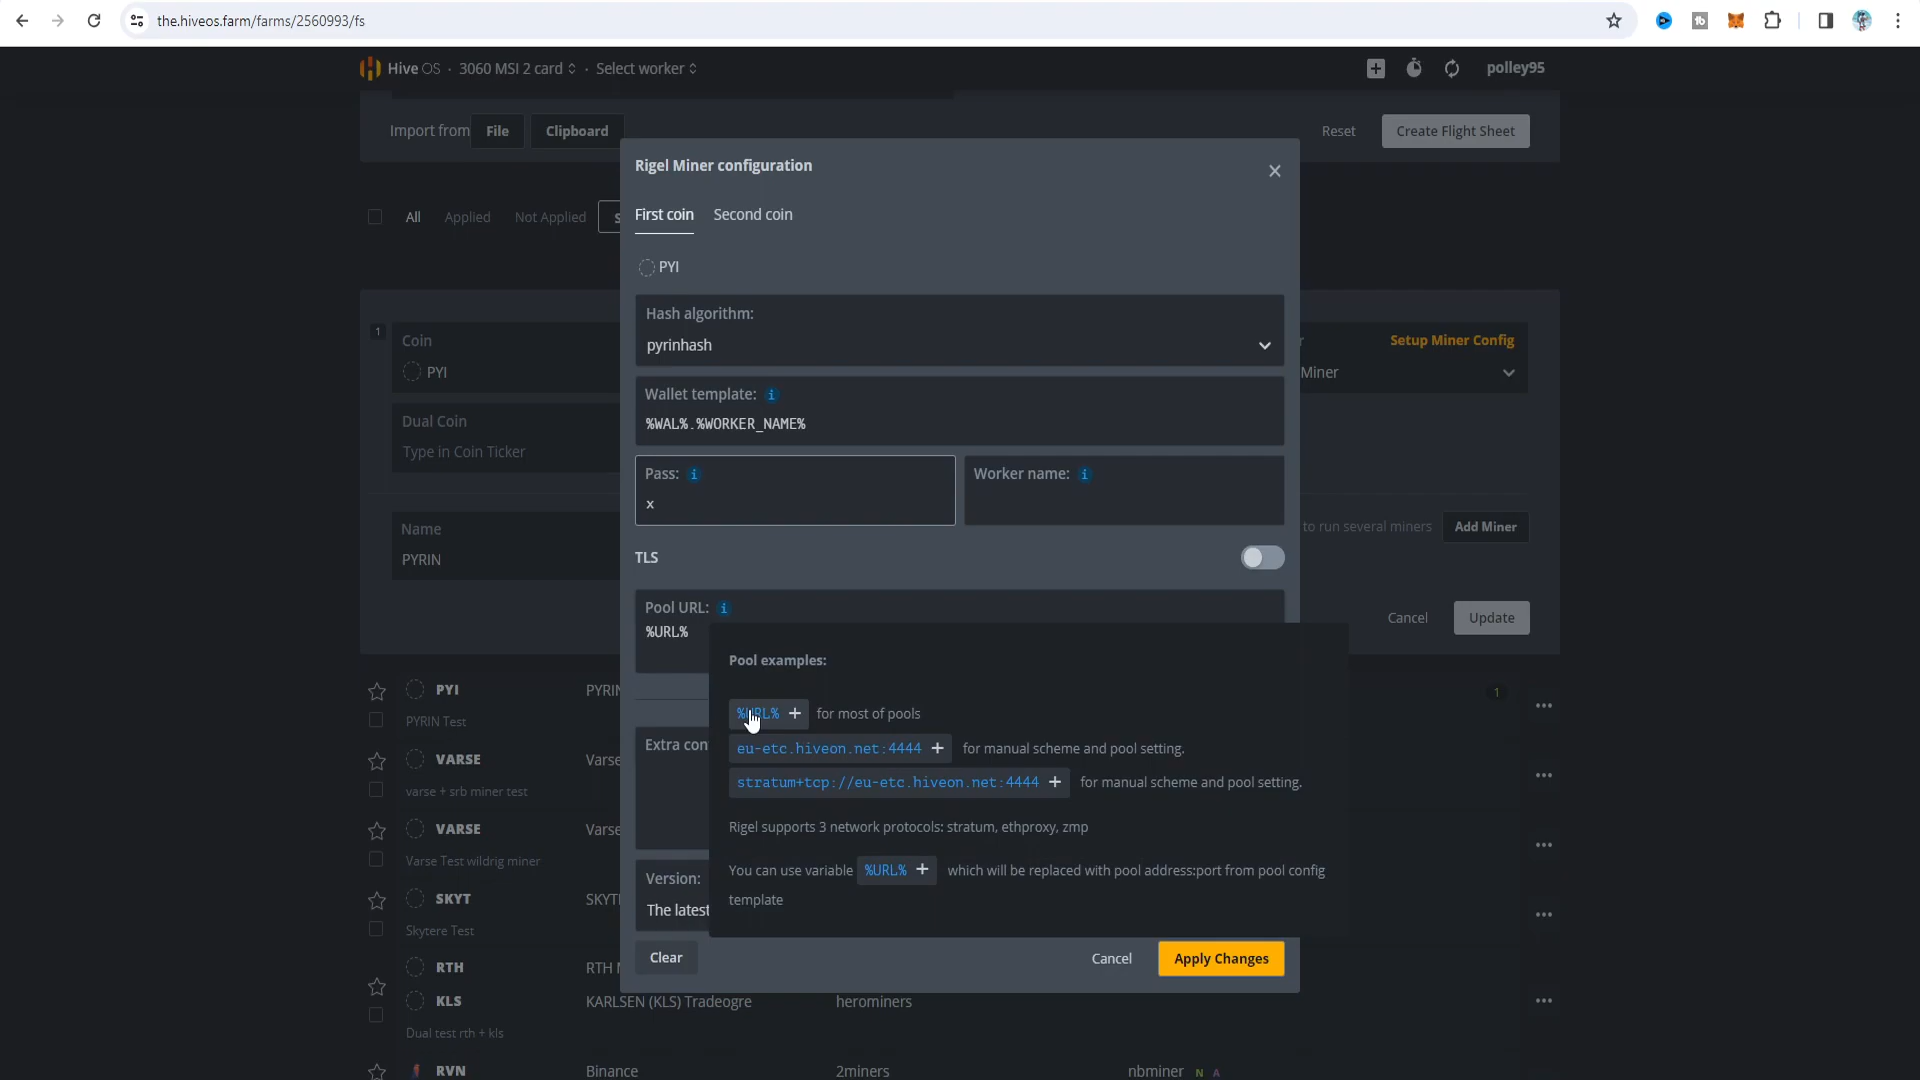 the.hiveos.farm/farms/2560993/fs
Hive OS · 3060 MSI 2 card · Select worker
polley95
Import from File Clipboard
Reset Create Flight Sheet
All Applied Not Applied S
Rigel Miner configuration
First coin Second coin
PYI
Hash algorithm:
pyrinhash
Wallet template: i
%WAL%.%WORKER_NAME%
Pass: i
x
Worker name: i
TLS
Pool URL: i
%URL%
Pool examples:
%URL% + for most of pools
eu-etc.hiveon.net:4444 + for manual scheme and pool setting.
stratum+tcp://eu-etc.hiveon.net:4444 + for manual scheme and pool setting.
Rigel supports 3 network protocols: stratum, ethproxy, zmp
You can use variable %URL% + which will be replaced with pool address:port from pool config
template
Extra con
Version:
The latest
Clear
Cancel Apply Changes
1
Coin
PYI
Dual Coin
Type in Coin Ticker
Name
PYRIN
r
Setup Miner Config
Miner
to run several miners Add Miner
Cancel Update
PYI PYRIN 1
PYRIN Test
VARSE Varse
varse + srb miner test
VARSE Varse
Varse Test wildrig miner
SKYT SKYT
Skytere Test
RTH RTH
KLS KARLSEN (KLS) Tradeogre herominers
Dual test rth + kls
RVN Binance 2miners nbminer N A